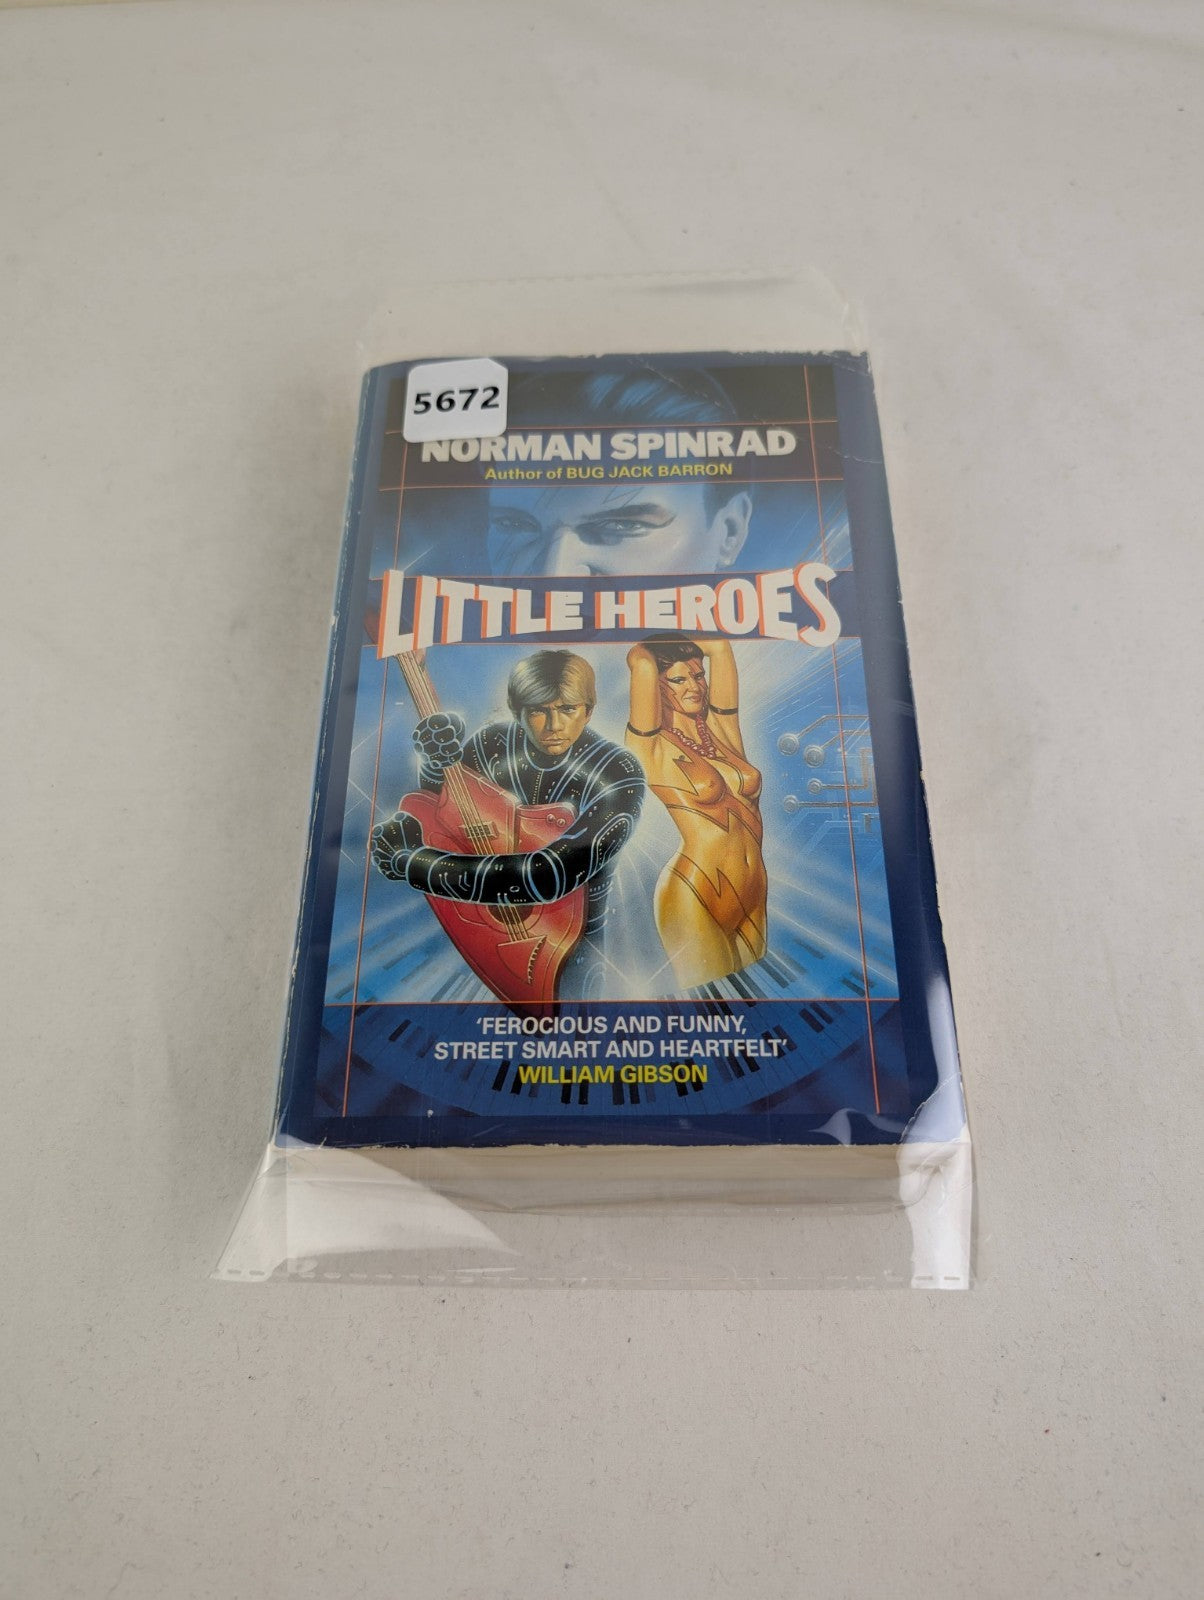 5672
NORMAN SPINRAD
Author of BUG JACK BARRON
LITTLE HEROES
'FEROCIOUS AND FUNNY,
STREET SMART AND HEARTFELT'
WILLIAM GIBSON